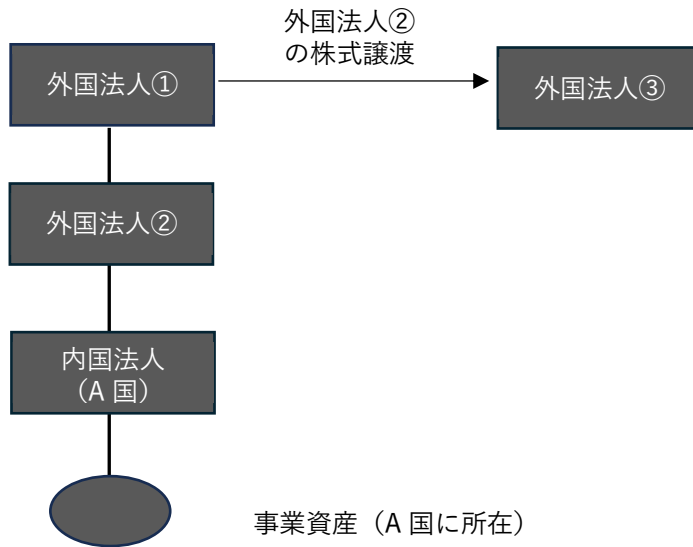 外国法人②
の株式譲渡
外国法人①
外国法人③
外国法人②
内国法人
（A 国）
事業資産（A 国に所在）